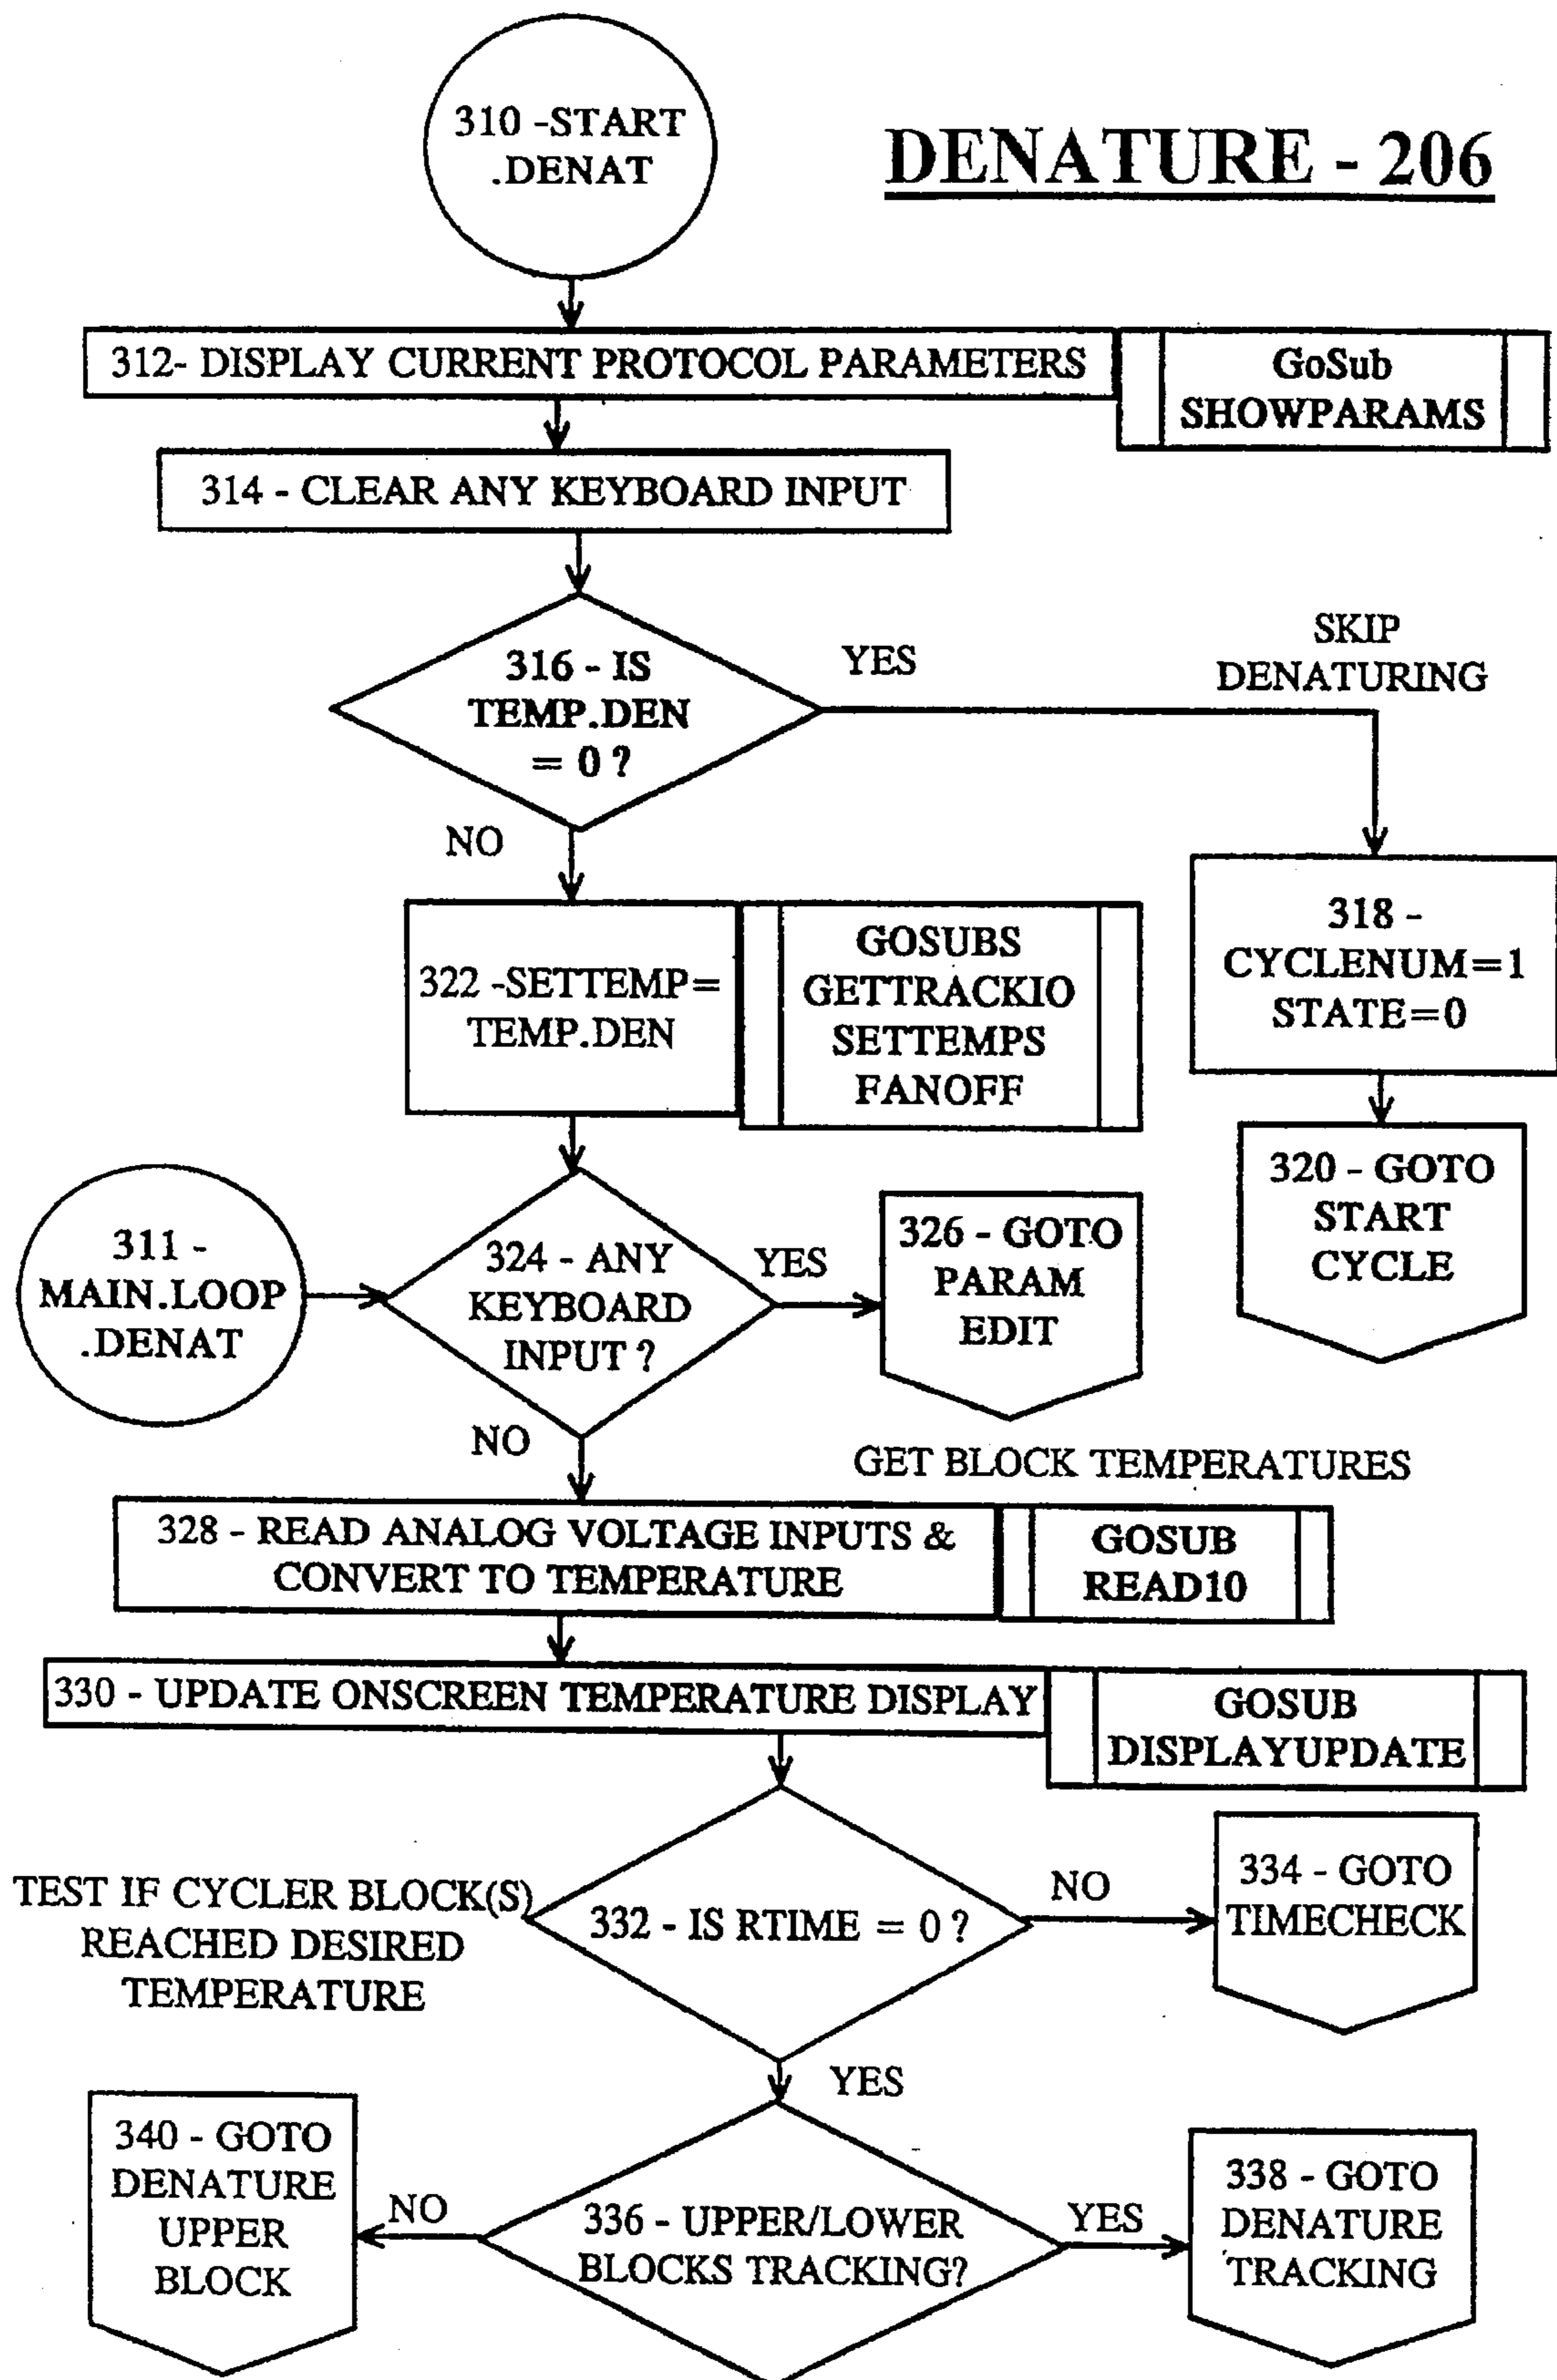 310 -START
.DENAT
DENATURE - 206
312- DISPLAY CURRENT PROTOCOL PARAMETERS
GoSub
SHOWPARAMS
314 - CLEAR ANY KEYBOARD INPUT
316 - IS
TEMP.DEN
= 0 ?
YES
SKIP
DENATURING
NO
318 -
CYCLENUM=1
STATE=0
322 -SETTEMP=
TEMP.DEN
GOSUBS
GETTRACKIO
SETTEMPS
FANOFF
320 - GOTO
START
CYCLE
311 -
MAIN.LOOP
.DENAT
324 - ANY
KEYBOARD
INPUT ?
YES
326 - GOTO
PARAM
EDIT
NO
GET BLOCK TEMPERATURES
328 - READ ANALOG VOLTAGE INPUTS &
CONVERT TO TEMPERATURE
GOSUB
READ10
330 - UPDATE ONSCREEN TEMPERATURE DISPLAY
GOSUB
DISPLAYUPDATE
TEST IF CYCLER BLOCK(S)
REACHED DESIRED
TEMPERATURE
332 - IS RTIME = 0 ?
NO
334 - GOTO
TIMECHECK
YES
340 - GOTO
DENATURE
UPPER
BLOCK
NO
336 - UPPER/LOWER
BLOCKS TRACKING?
YES
338 - GOTO
DENATURE
TRACKING